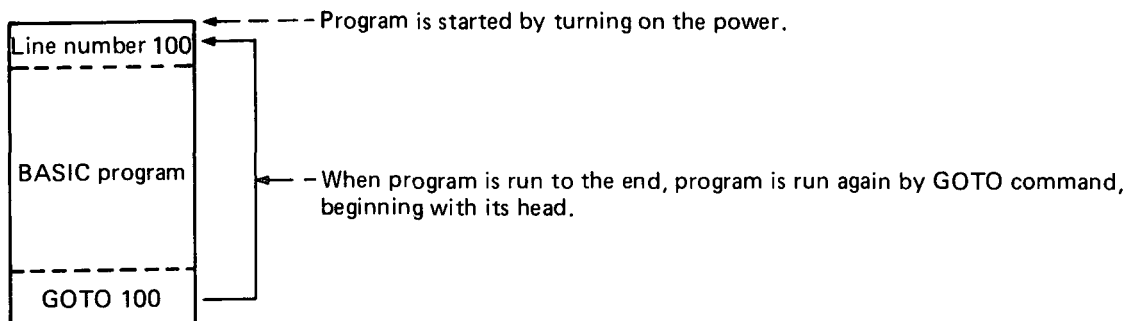 Program is started by turning on the power.
Line number 100
BASIC program
When program is run to the end, program is run again by GOTO command,
beginning with its head.
GOTO 100